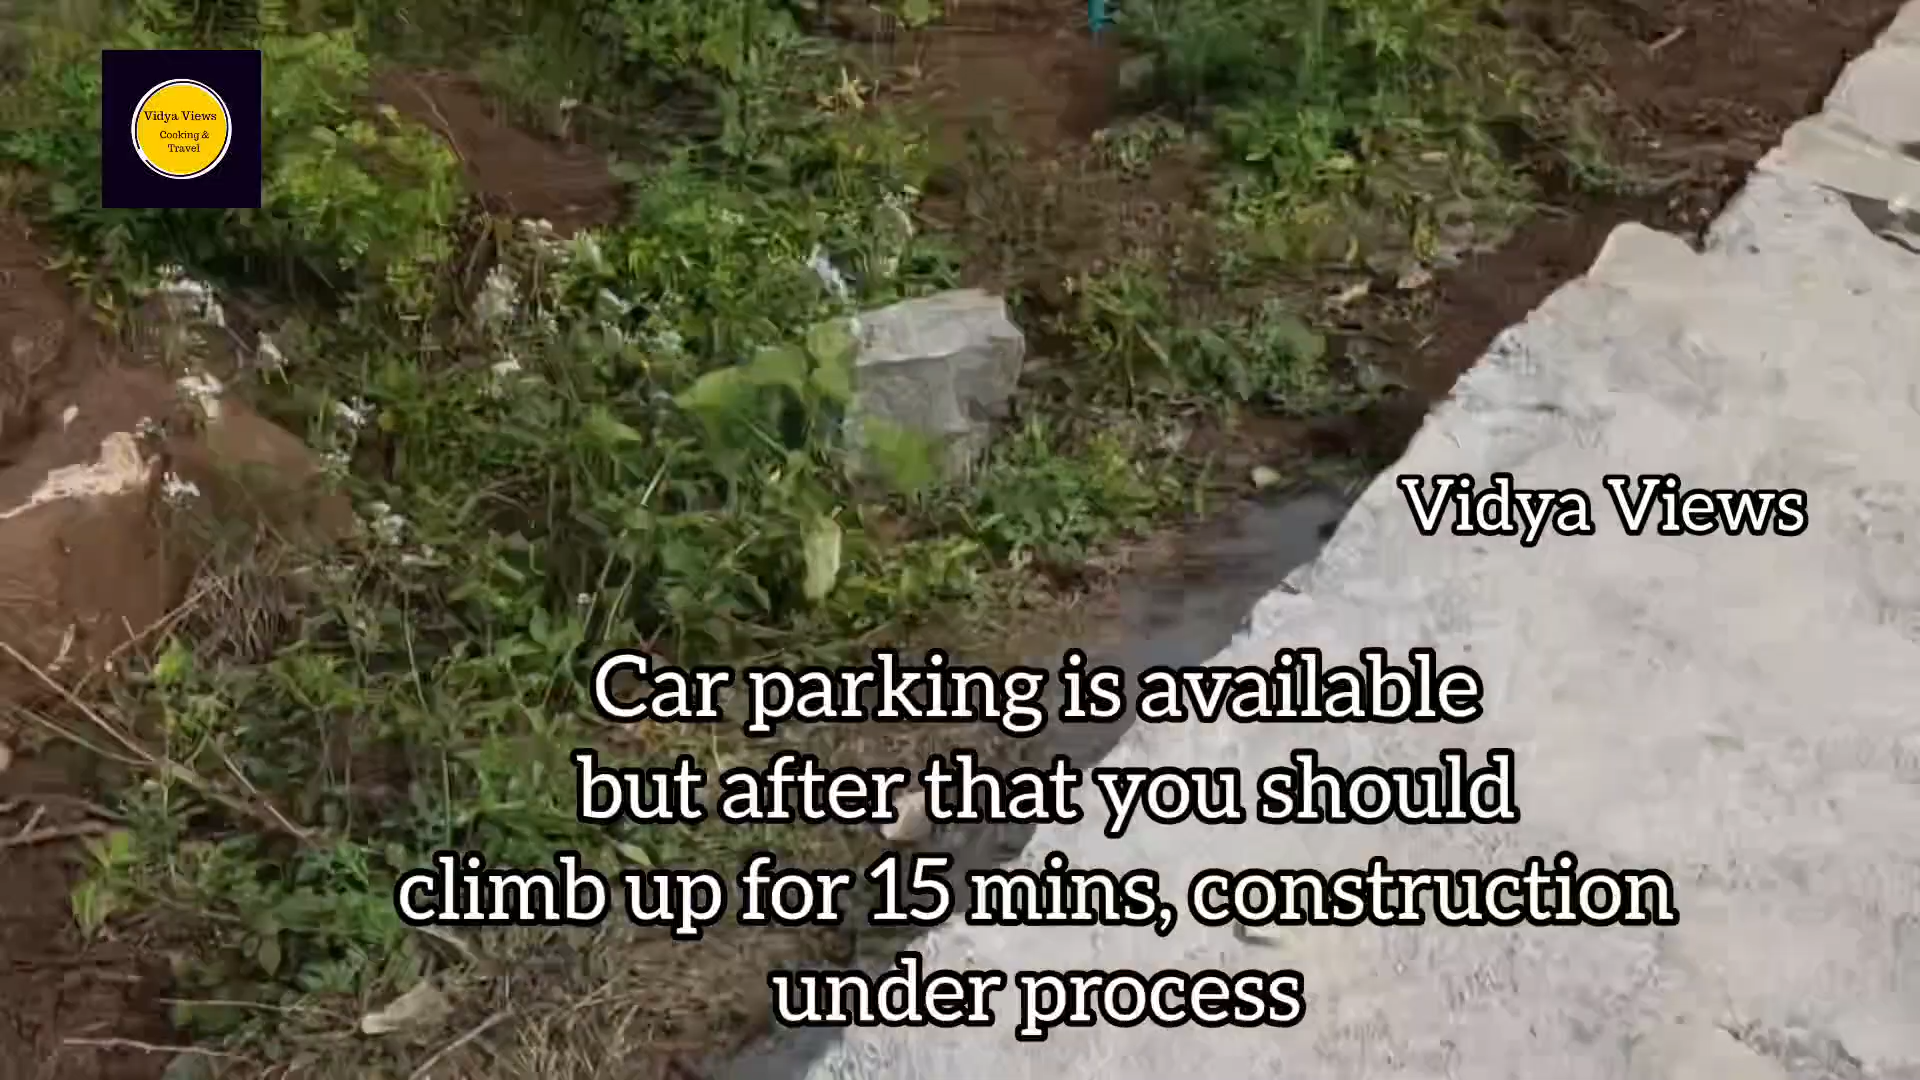 Vidya Views
Cooking &
Travel
Vidya Views
Car parking is available
but after that you should
climb up for 15 mins, construction
under process